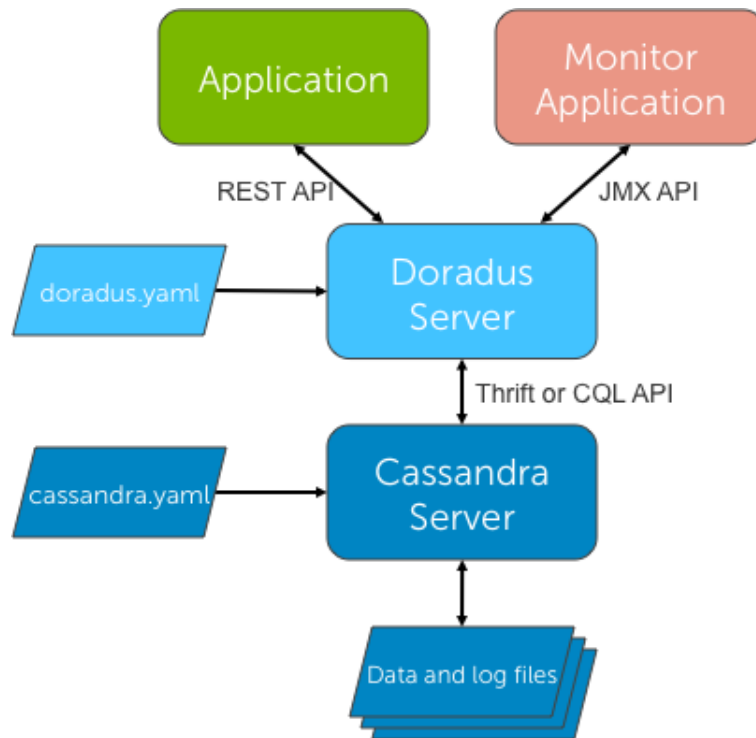 Application
Monitor
Application
REST API
JMX API
doradus.yaml
Doradus
Server
Thrift or CQL API
cassandra.yaml
Cassandra
Server
Data and log files